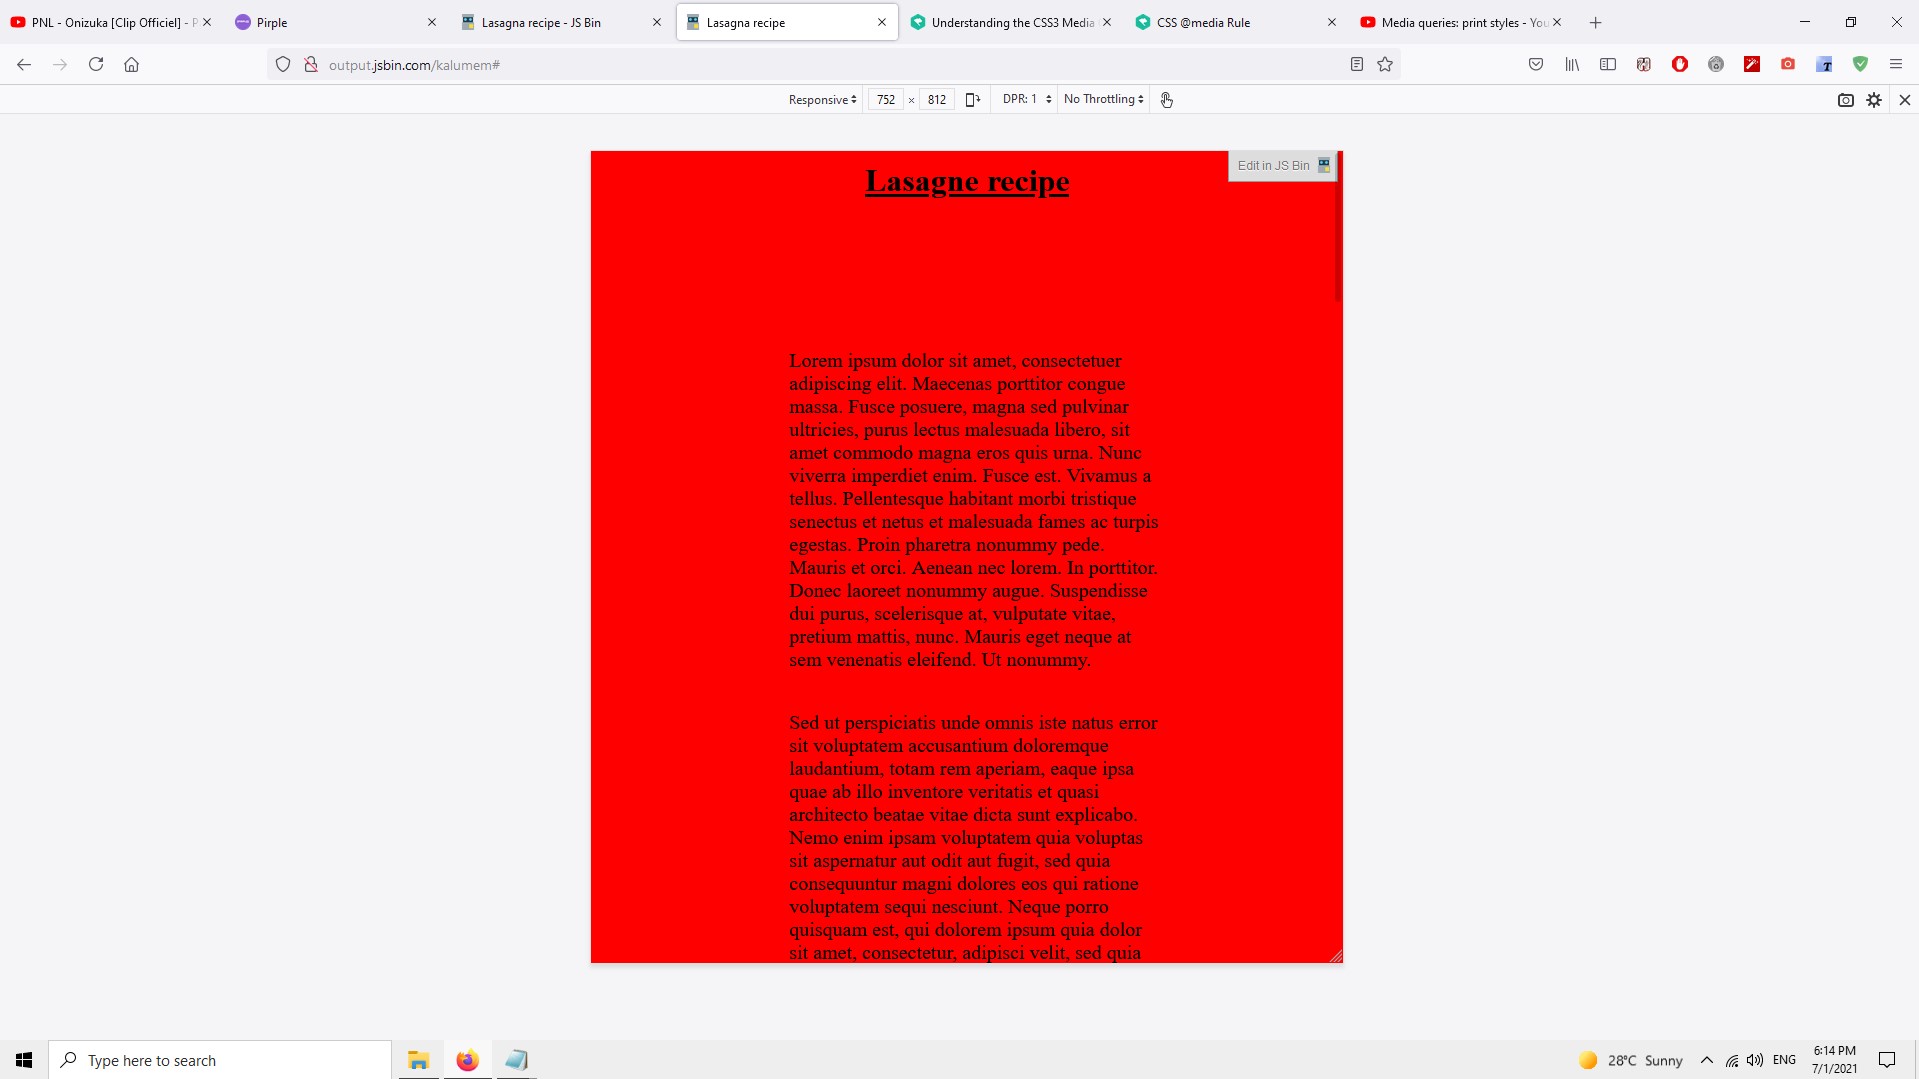 PNL - Onizuka [Clip Officiel] - P
Pirple
Lasagna recipe - JS Bin
Lasagna recipe
Understanding the CSS3 Media
CSS @media Rule
Media queries: print styles - You
output.jsbin.com/kalumem#
Responsive
752 × 812
DPR: 1
No Throttling
Edit in JS Bin
Lasagne recipe
Lorem ipsum dolor sit amet, consectetuer
adipiscing elit. Maecenas porttitor congue
massa. Fusce posuere, magna sed pulvinar
ultricies, purus lectus malesuada libero, sit
amet commodo magna eros quis urna. Nunc
viverra imperdiet enim. Fusce est. Vivamus a
tellus. Pellentesque habitant morbi tristique
senectus et netus et malesuada fames ac turpis
egestas. Proin pharetra nonummy pede.
Mauris et orci. Aenean nec lorem. In porttitor.
Donec laoreet nonummy augue. Suspendisse
dui purus, scelerisque at, vulputate vitae,
pretium mattis, nunc. Mauris eget neque at
sem venenatis eleifend. Ut nonummy.
Sed ut perspiciatis unde omnis iste natus error
sit voluptatem accusantium doloremque
laudantium, totam rem aperiam, eaque ipsa
quae ab illo inventore veritatis et quasi
architecto beatae vitae dicta sunt explicabo.
Nemo enim ipsam voluptatem quia voluptas
sit aspernatur aut odit aut fugit, sed quia
consequuntur magni dolores eos qui ratione
voluptatem sequi nesciunt. Neque porro
quisquam est, qui dolorem ipsum quia dolor
sit amet, consectetur, adipisci velit, sed quia
Type here to search
28°C Sunny
ENG
6:14 PM
7/1/2021